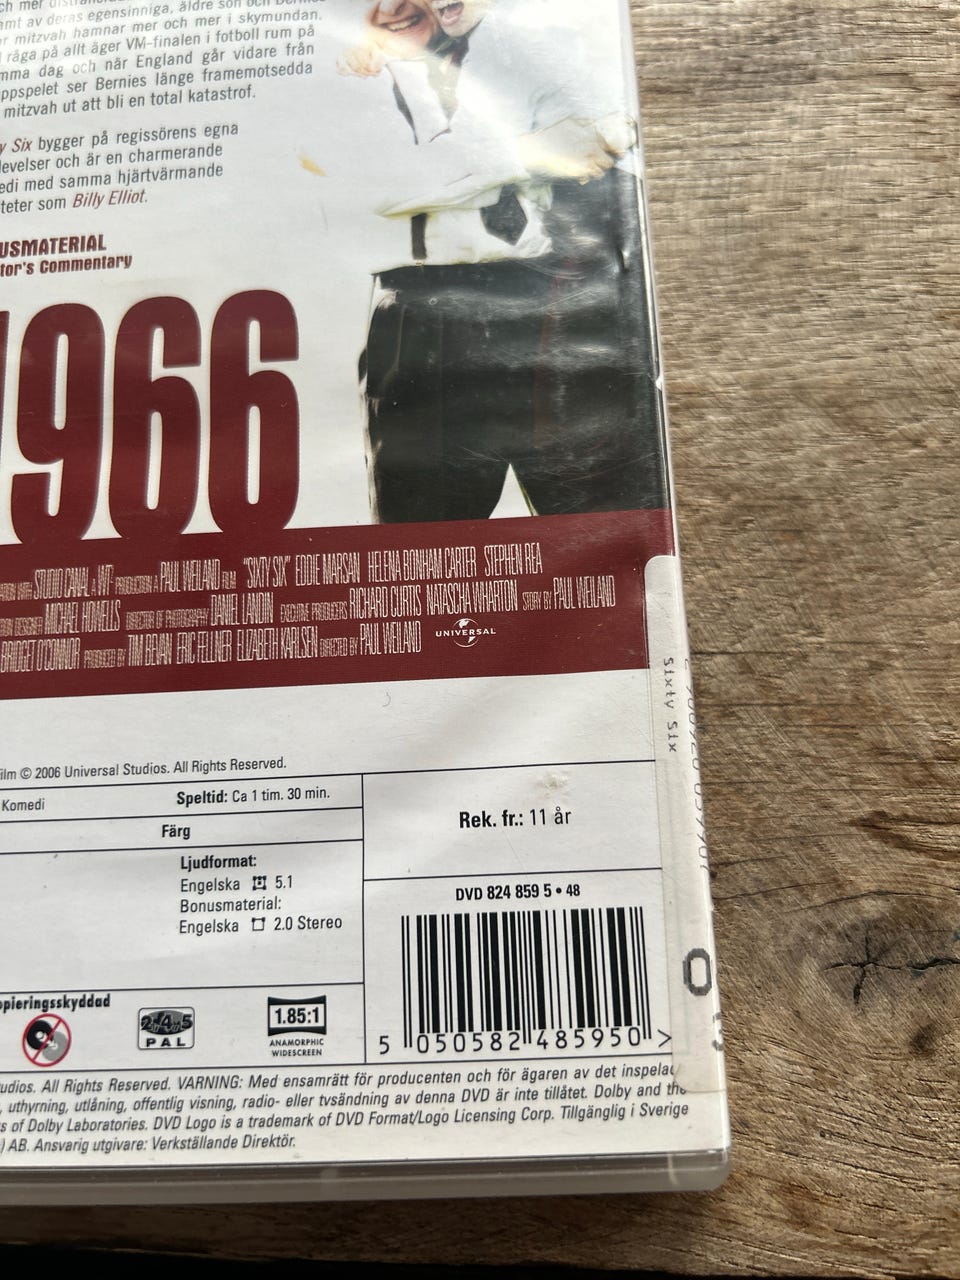 amt av deras egensinniga, äldre son och Bernies
mitzvah hamnar mer och mer i skymundan.
råga på allt äger VM-finalen i fotboll rum på
mma dag och när England går vidare från
ppspelet ser Bernies länge framemotsedda
mitzvah ut att bli en total katastrof.
y Six bygger på regissörens egna
levelser och är en charmerande
edi med samma hjärtvärmande
teter som Billy Elliot.
USMATERIAL
tor's Commentary
1966
STUDIO CANAL A WT² PRODUCTION A PAUL WEILAND FILM "SIXTY SIX" EDDIE MARSAN HELENA BONHAM CARTER STEPHEN REA
MICHAEL HOWELLS DIRECTOR OF PHOTOGRAPHY DANIEL LANDIN EXECUTIVE PRODUCERS RICHARD CURTIS NATASCHA WHARTON STORY BY PAUL WEILAND
BRIDGET O'CONNOR PRODUCED BY TIM BEVAN ERIC FELLNER ELIZABETH KARLSEN DIRECTED BY PAUL WEILAND UNIVERSAL
Sixty Six
ilm © 2006 Universal Studios. All Rights Reserved.
Komedi
Speltid: Ca 1 tim. 30 min.
Färg
Rek. fr.: 11 år
Ljudformat:
Engelska 5.1
Bonusmaterial:
Engelska 2.0 Stereo
DVD 824 859 5 • 48
5 050582 485950 >
opieringsskyddad
2•4•5
PAL
1.85:1
ANAMORPHIC
WIDESCREEN
O
udios. All Rights Reserved. VARNING: Med ensamrätt för producenten och för ägaren av det inspelad
, uthyrning, utlåning, offentlig visning, radio- eller tvsändning av denna DVD är inte tillåtet. Dolby and the
s of Dolby Laboratories. DVD Logo is a trademark of DVD Format/Logo Licensing Corp. Tillgänglig i Sverige
) AB. Ansvarig utgivare: Verkställande Direktör.